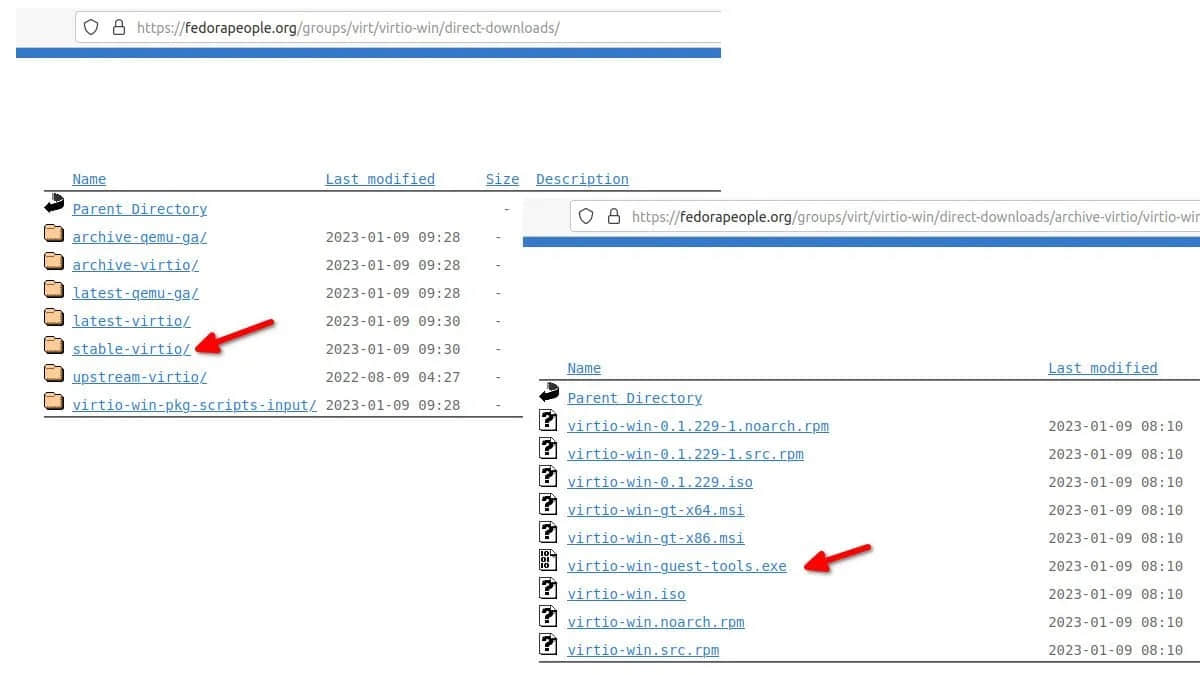 https://fedorapeople.org/groups/virt/virtio-win/direct-downloads/
Name Last modified Size Description
Parent Directory -
archive-qemu-ga/ 2023-01-09 09:28 -
archive-virtio/ 2023-01-09 09:28 -
latest-qemu-ga/ 2023-01-09 09:28 -
latest-virtio/ 2023-01-09 09:30 -
stable-virtio/ 2023-01-09 09:30 -
upstream-virtio/ 2022-08-09 04:27 -
virtio-win-pkg-scripts-input/ 2023-01-09 09:28 -
https://fedorapeople.org/groups/virt/virtio-win/direct-downloads/archive-virtio/virtio-win
Name Last modified
Parent Directory
virtio-win-0.1.229-1.noarch.rpm 2023-01-09 08:10
virtio-win-0.1.229-1.src.rpm 2023-01-09 08:10
virtio-win-0.1.229.iso 2023-01-09 08:10
virtio-win-gt-x64.msi 2023-01-09 08:10
virtio-win-gt-x86.msi 2023-01-09 08:10
virtio-win-guest-tools.exe 2023-01-09 08:10
virtio-win.iso 2023-01-09 08:10
virtio-win.noarch.rpm 2023-01-09 08:10
virtio-win.src.rpm 2023-01-09 08:10